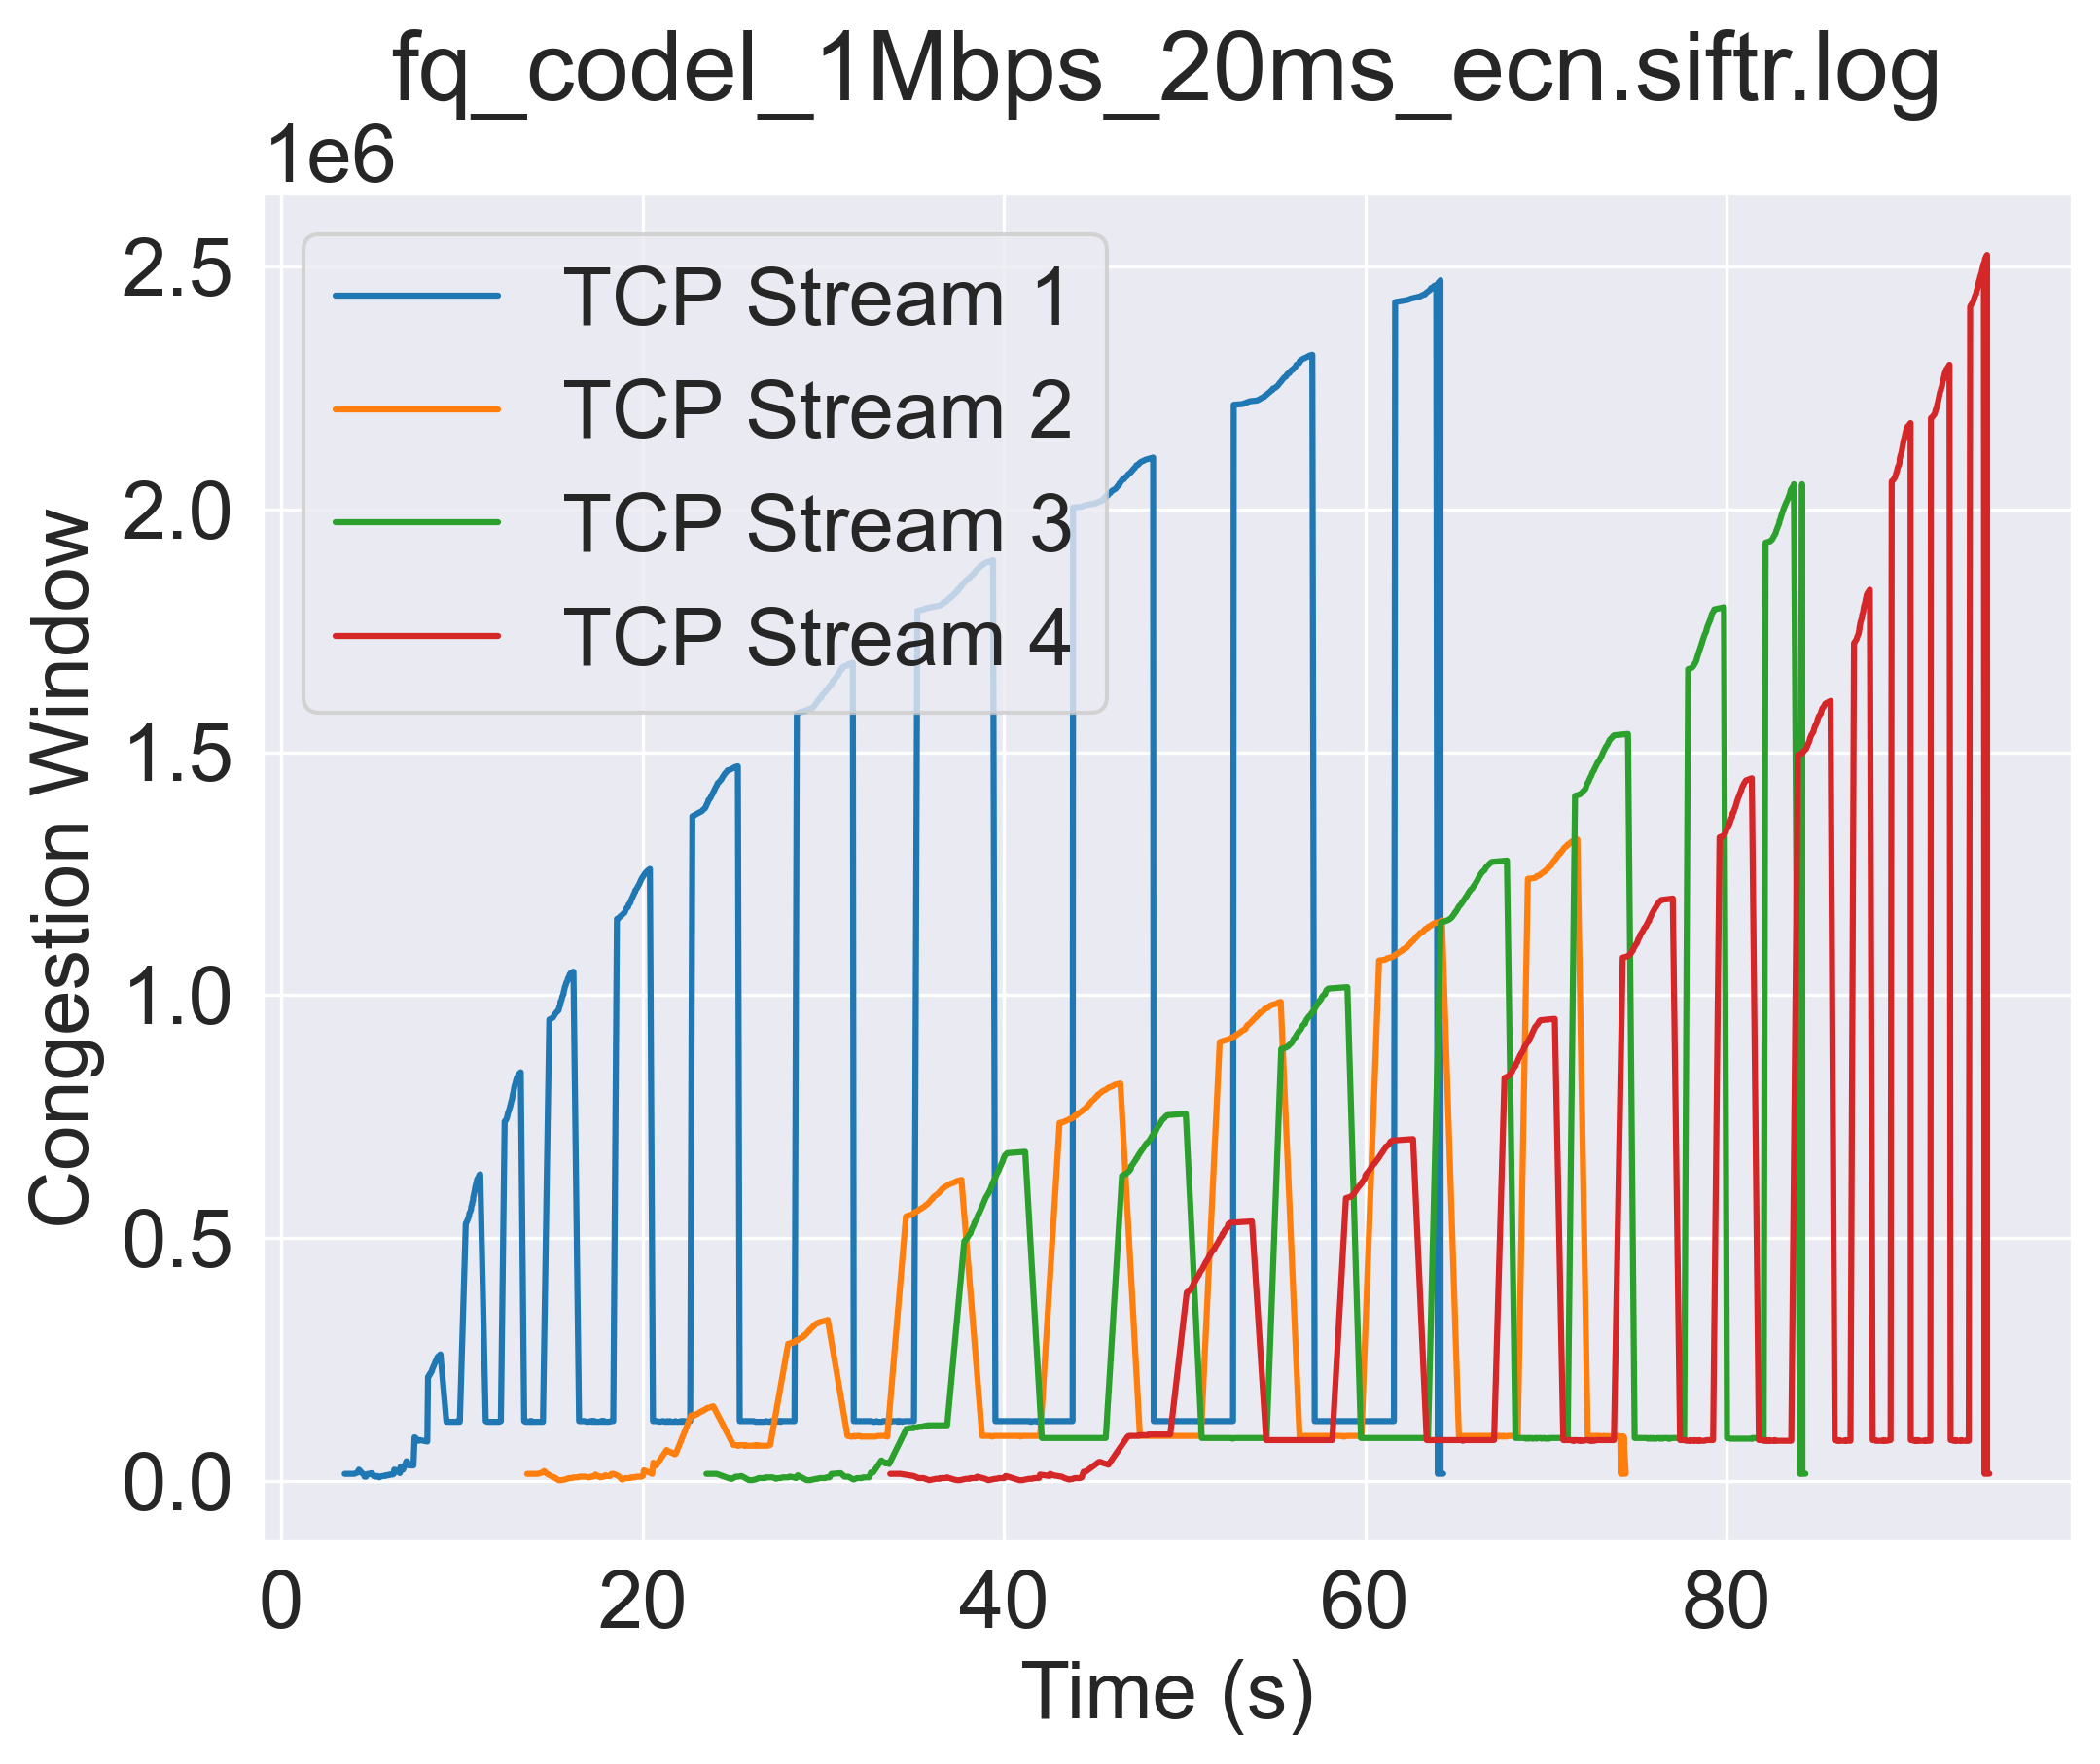 fq_codel_1Mbps_20ms_ecn.siftr.log
1e6
2.5
2.0
1.5
1.0
0.5
0.0
Congestion Window
TCP Stream 1
TCP Stream 2
TCP Stream 3
TCP Stream 4
0 20 40 60 80
Time (s)